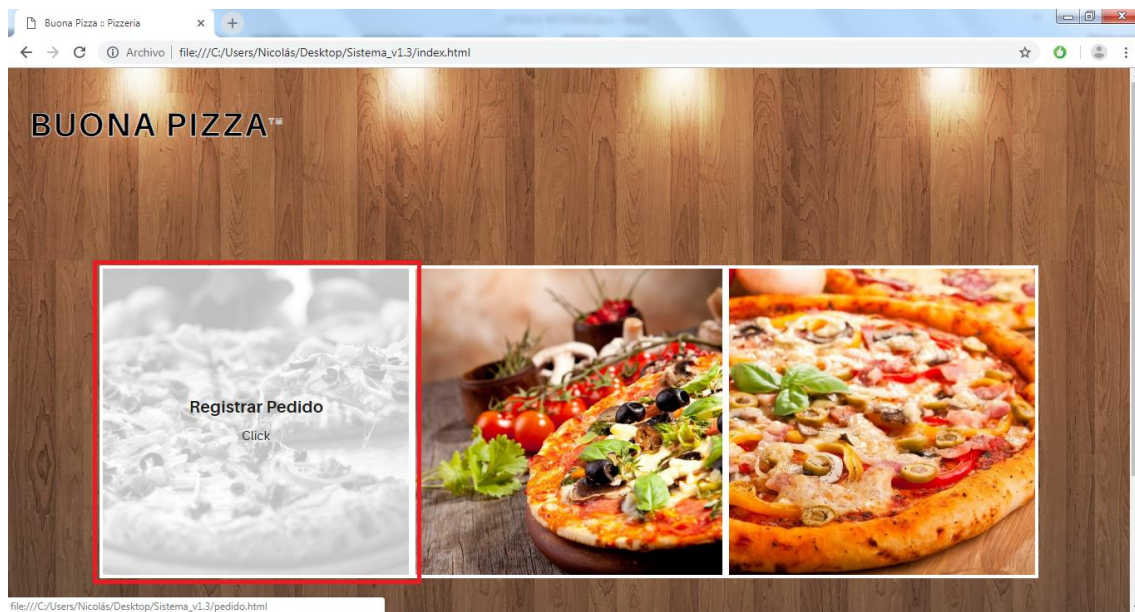 Buona Pizza :: Pizzeria
Archivo file:///C:/Users/Nicolás/Desktop/Sistema_v1.3/index.html
BUONA PIZZA™
Registrar Pedido
Click
file:///C:/Users/Nicolás/Desktop/Sistema_v1.3/pedido.html